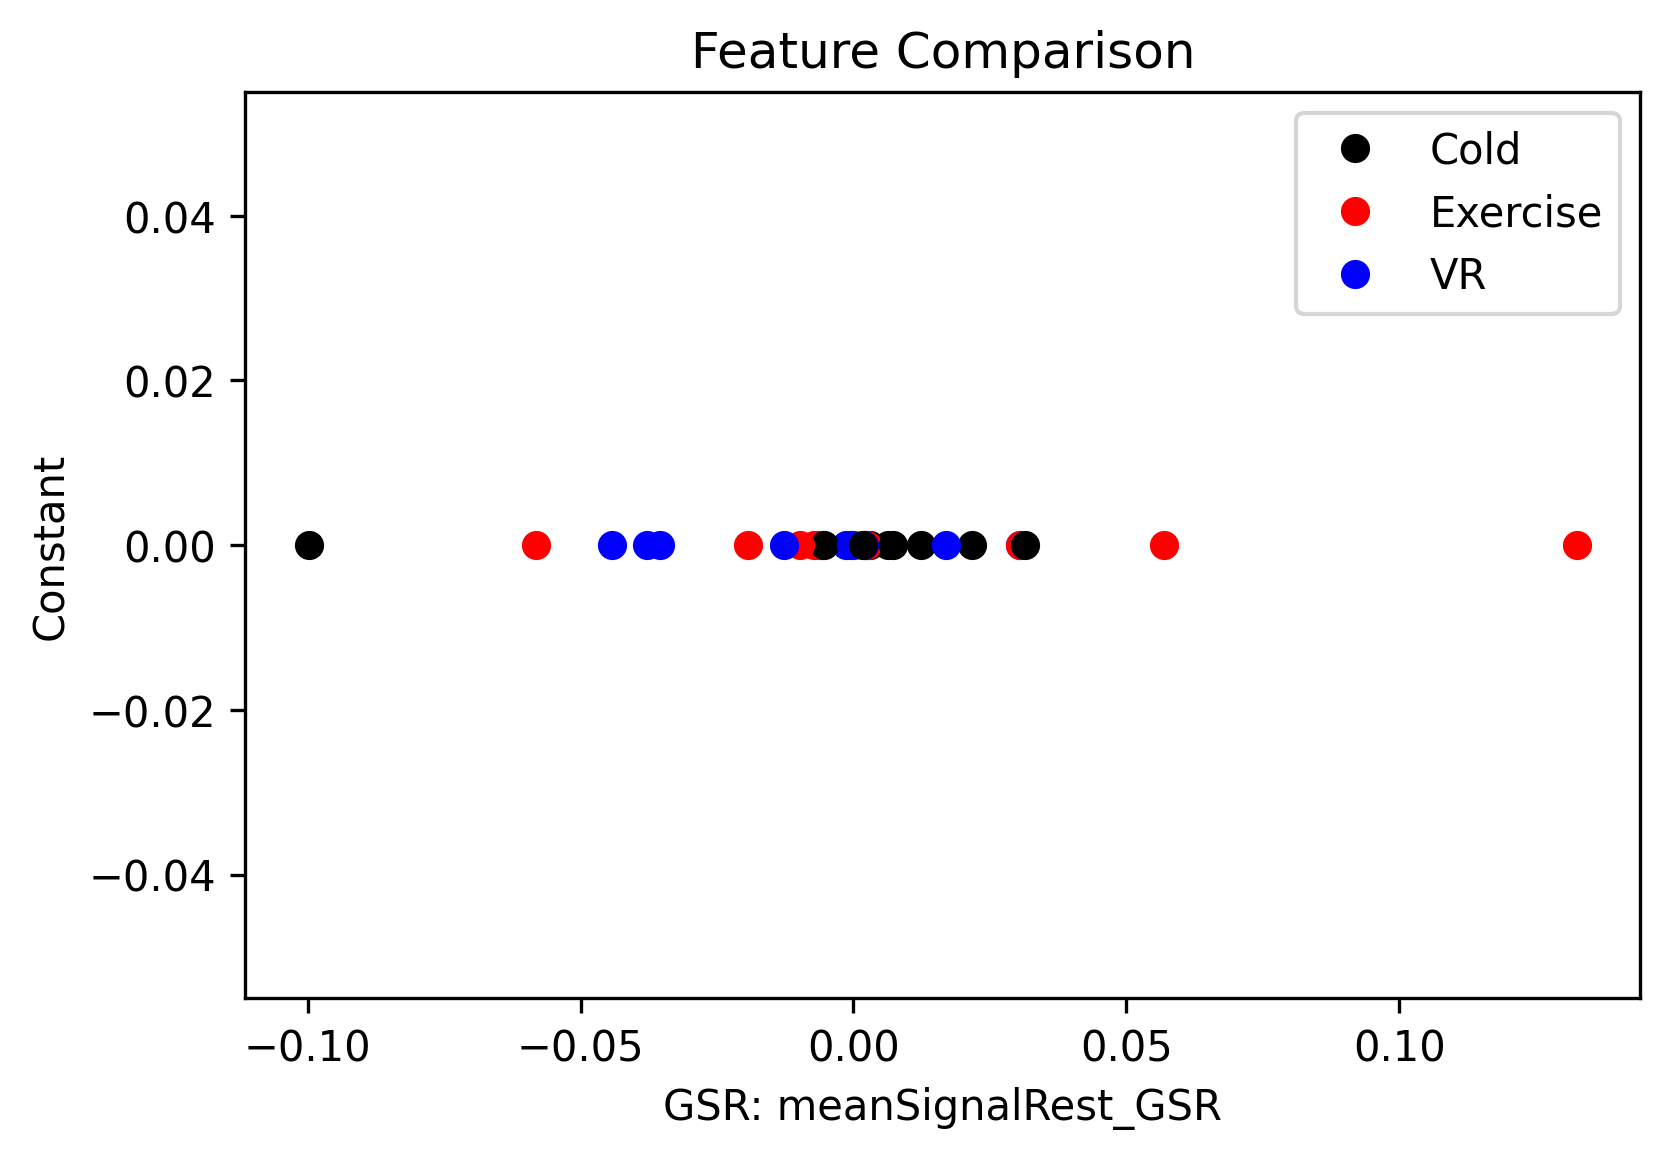 Feature Comparison
Cold
Exercise
VR
0.04
0.02
0.00
−0.02
−0.04
Constant
−0.10
−0.05
0.00
0.05
0.10
GSR: meanSignalRest_GSR